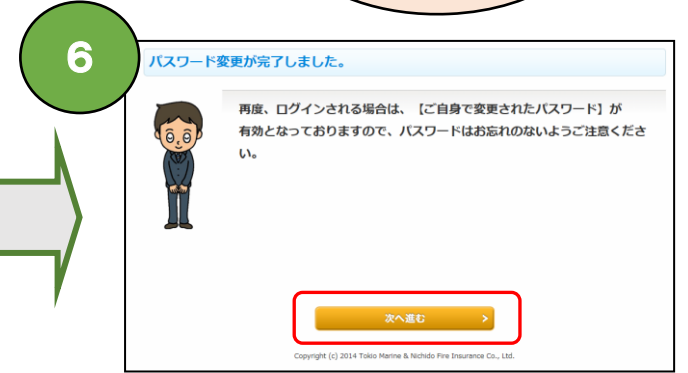 6
パスワード変更が完了しました。
再度、ログインされる場合は、【ご自身で変更されたパスワード】が
有効となっておりますので、パスワードはお忘れのないようご注意くださ
い。
次へ進む
Copyright (c) 2014 Tokio Marine & Nichido Fire Insurance Co., Ltd.